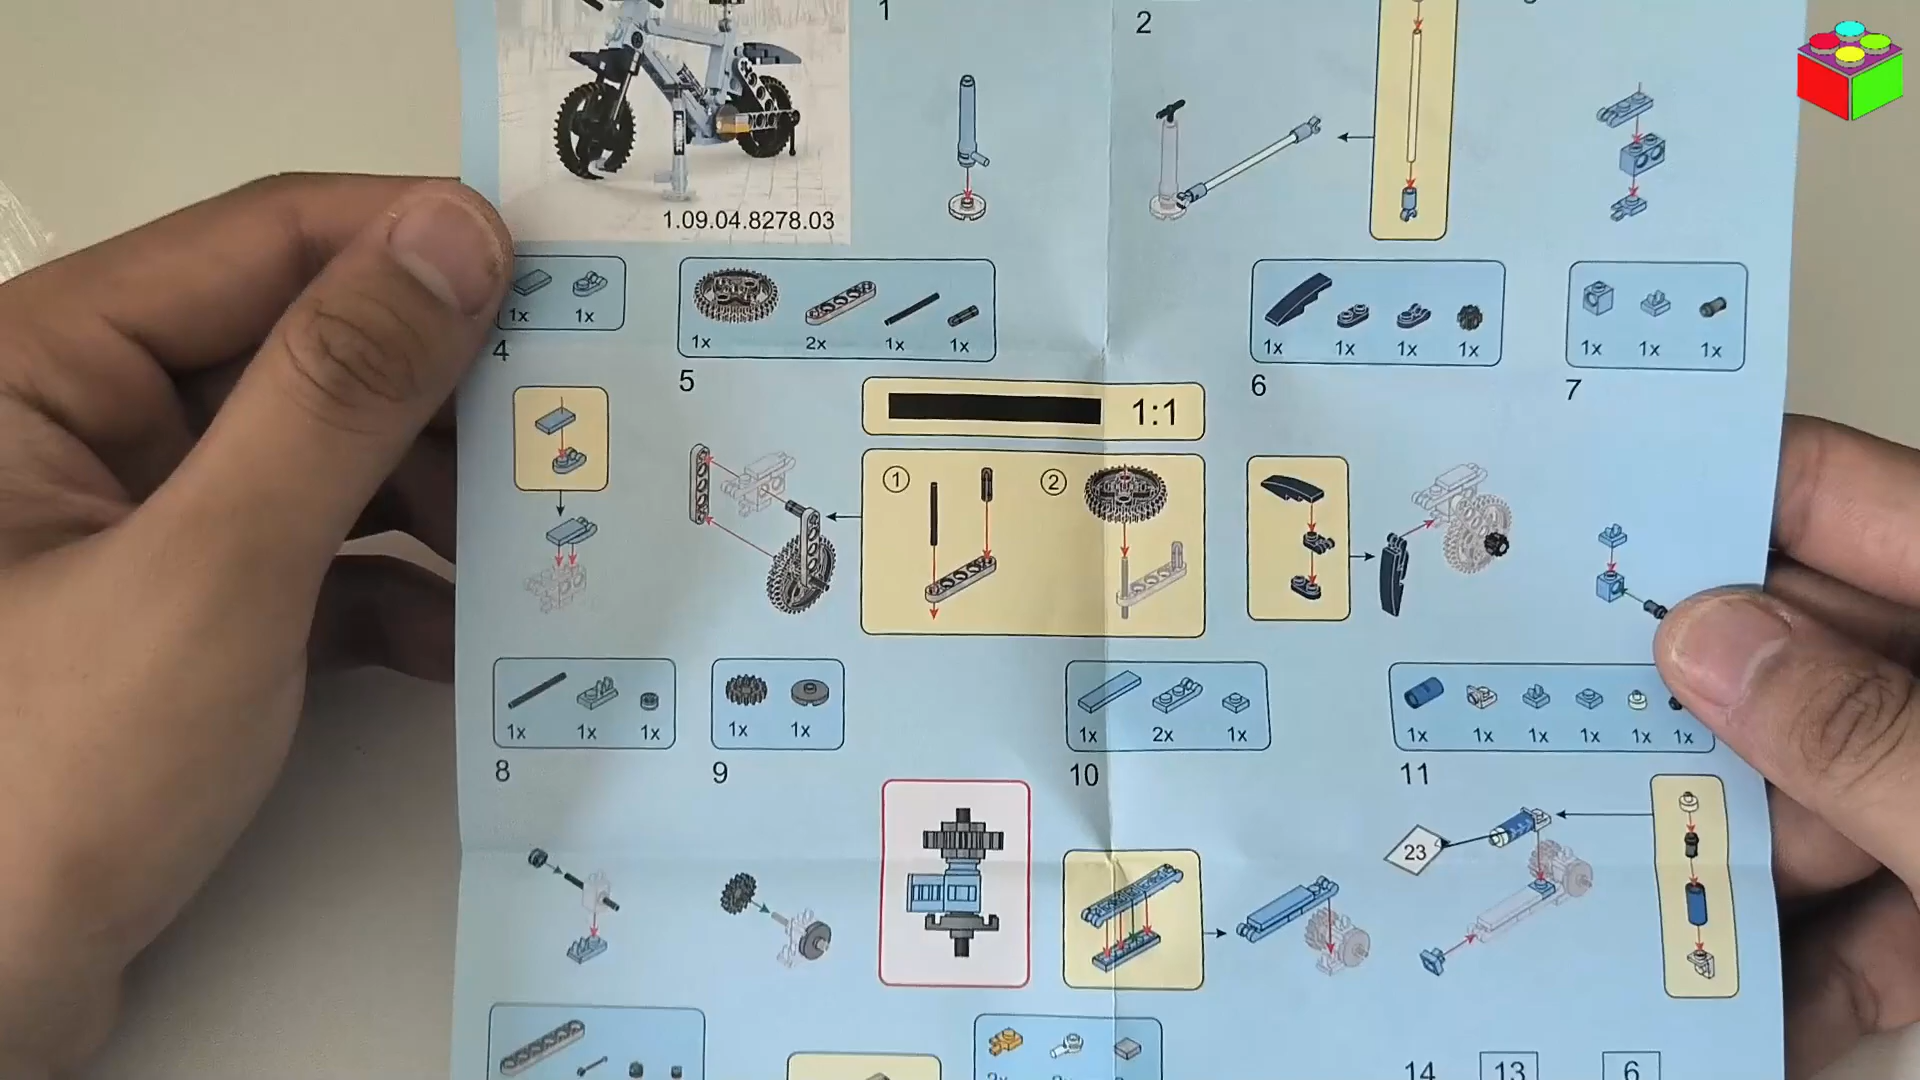 1
2
1.09.04.8278.03
1x 1x
4
1x 2x 1x 1x
5
1x 1x 1x 1x
6
1x 1x 1x
7
1:1
1 2
1x 1x 1x
8
1x 1x
9
1x 2x 1x
10
1x 1x 1x 1x 1x 1x
11
23
14 13 6